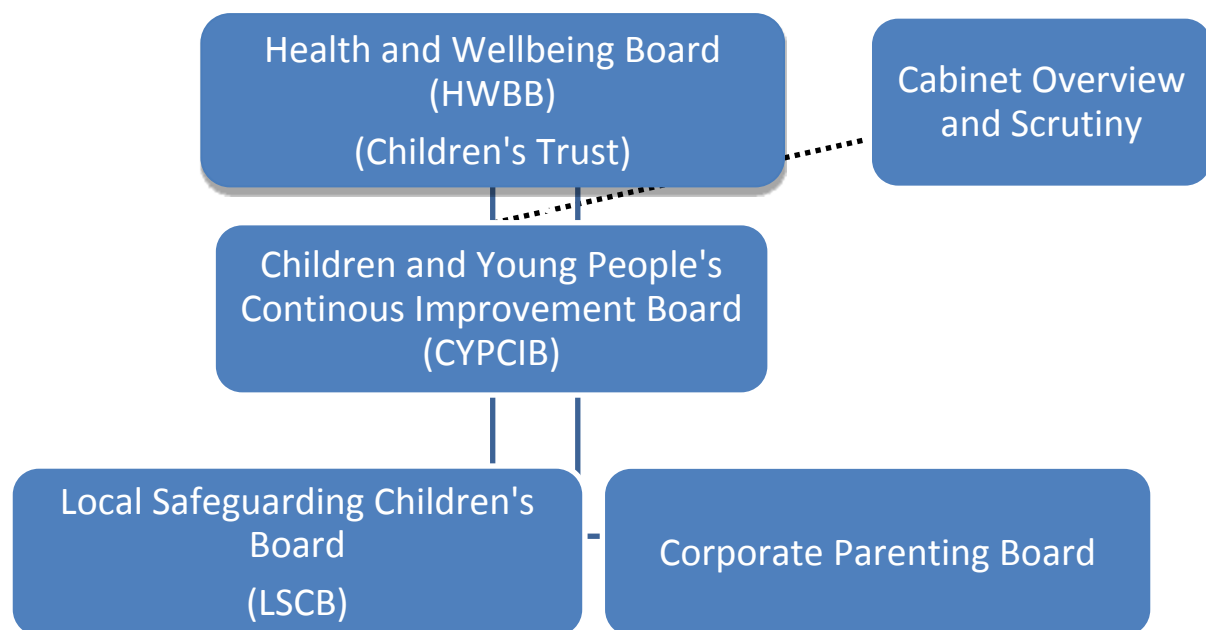 Health and Wellbeing Board
(HWBB)
(Children's Trust)
Cabinet Overview
and Scrutiny
Children and Young People's
Continous Improvement Board
(CYPCIB)
Local Safeguarding Children's
Board
(LSCB)
Corporate Parenting Board